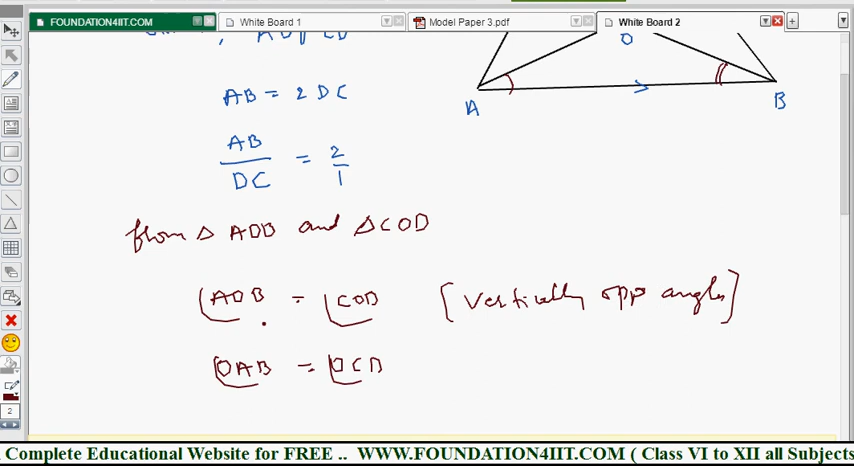 FOUNDATION4IIT.COM
White Board 1
Model Paper 3.pdf
White Board 2
O
A
B
AB = 2 DC
AB / DC = 2 / 1
from Δ AOB and ΔCOD
∠AOB = ∠COD [Vertically opp angles]
∠OAB = ∠OCD
2
Complete Educational Website for FREE .. WWW.FOUNDATION4IIT.COM ( Class VI to XII all Subjects